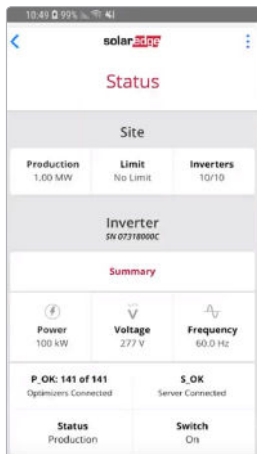 10:49 99%
solaredge
Status
Site
Production Limit Inverters
1.00 MW No Limit 10/10
Inverter
SN 07318000C
Summary
Power Voltage Frequency
100 kW 277 V 60.0 Hz
P_OK: 141 of 141 S_OK
Optimizers Connected Server Connected
Status Switch
Production On